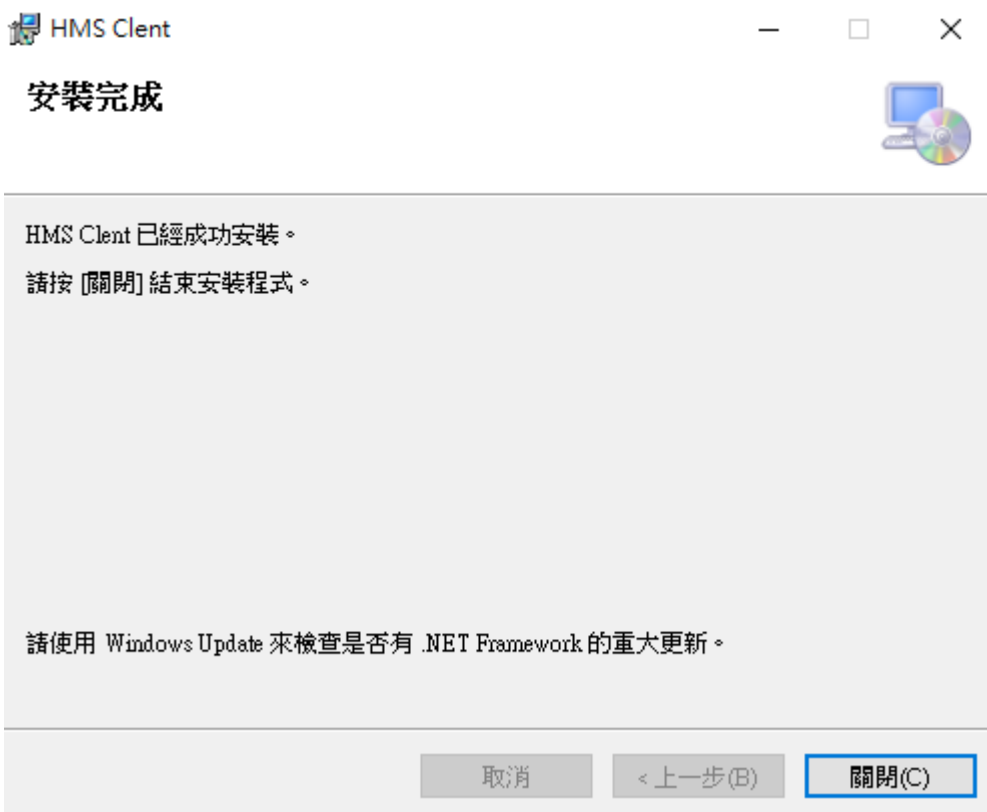 HMS Clent
安裝完成
HMS Clent 已經成功安裝。
請按 [關閉] 結束安裝程式。
請使用 Windows Update 來檢查是否有 .NET Framework 的重大更新。
取消
<上一步(B)
關閉(C)